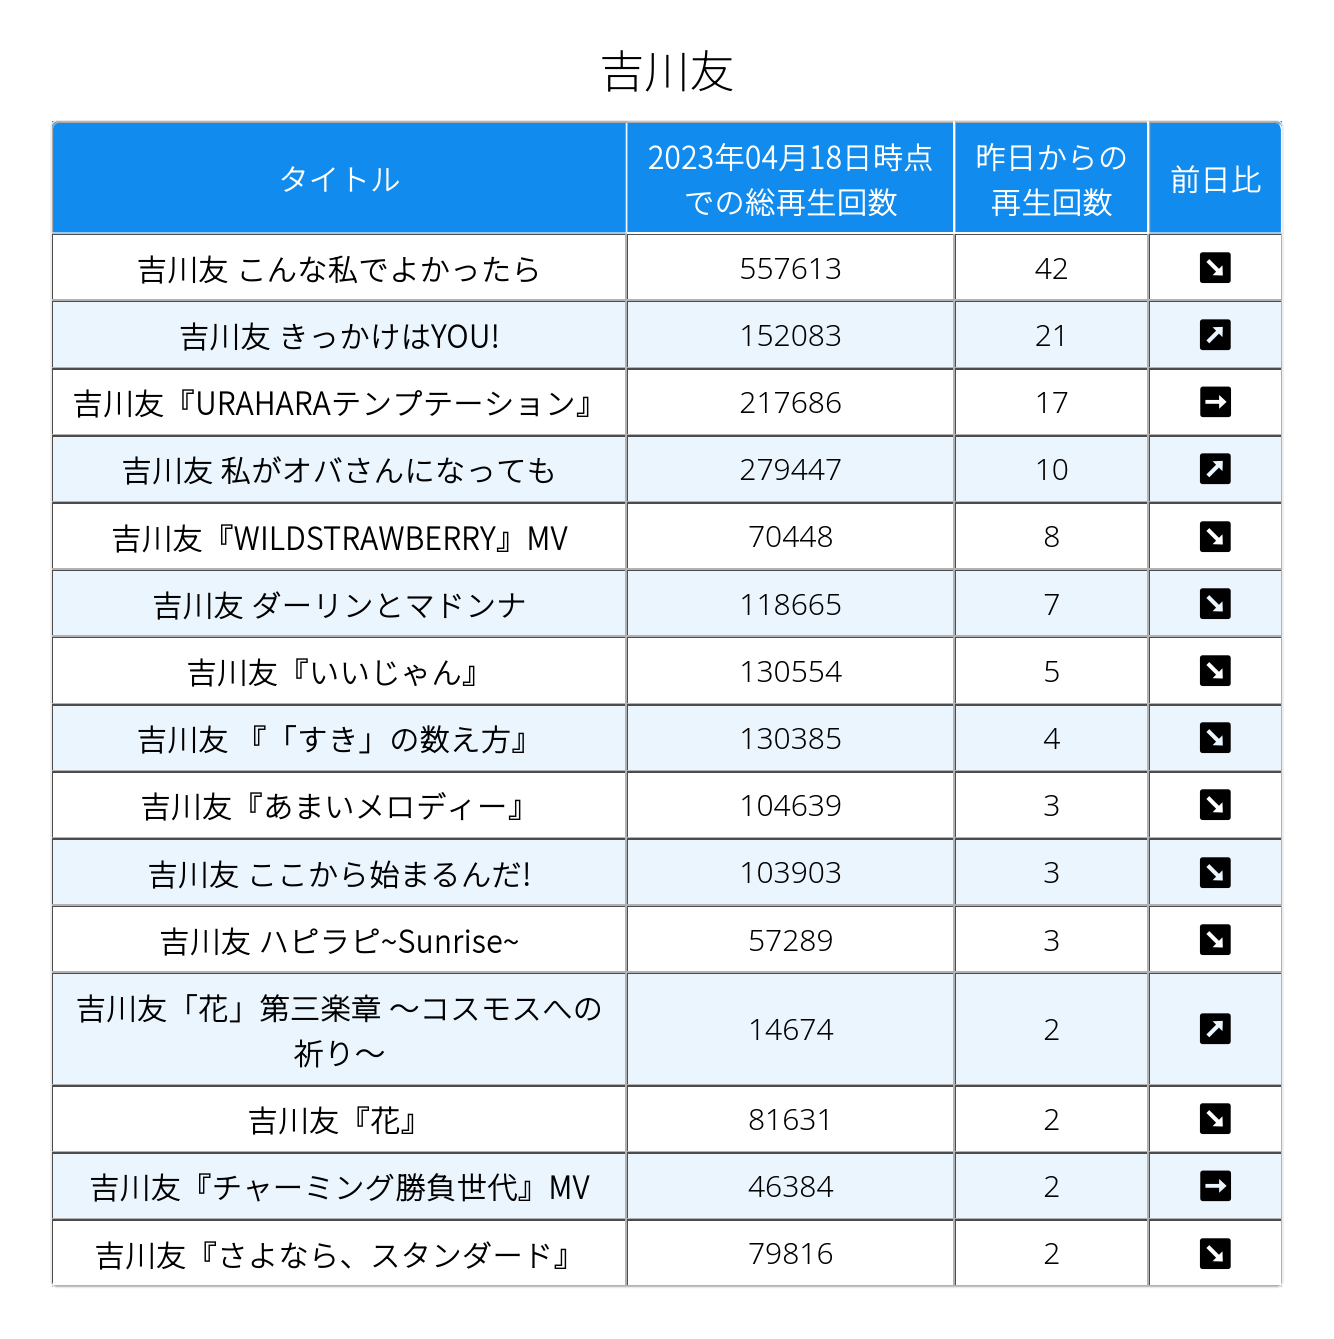 吉川友
タイトル
2023年04月18日時点
での総再生回数
昨日からの
再生回数
前日比
吉川友 こんな私でよかったら 557613 42 ↘
吉川友 きっかけはYOU! 152083 21 ↗
吉川友『URAHARAテンプテーション』 217686 17 →
吉川友 私がオバさんになっても 279447 10 ↗
吉川友『WILDSTRAWBERRY』MV 70448 8 ↘
吉川友 ダーリンとマドンナ 118665 7 ↘
吉川友『いいじゃん』 130554 5 ↘
吉川友 『「すき」の数え方』 130385 4 ↘
吉川友『あまいメロディー』 104639 3 ↘
吉川友 ここから始まるんだ! 103903 3 ↘
吉川友 ハピラピ~Sunrise~ 57289 3 ↘
吉川友「花」第三楽章 〜コスモスへの
祈り〜 14674 2 ↗
吉川友『花』 81631 2 ↘
吉川友『チャーミング勝負世代』MV 46384 2 →
吉川友『さよなら、スタンダード』 79816 2 ↘